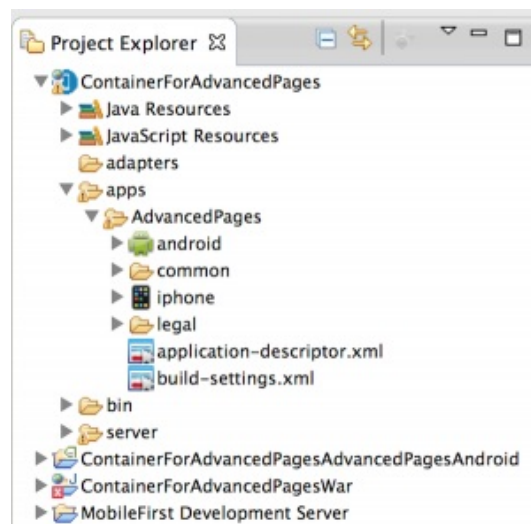 Project Explorer
ContainerForAdvancedPages
Java Resources
JavaScript Resources
adapters
apps
AdvancedPages
android
common
iphone
legal
application-descriptor.xml
build-settings.xml
bin
server
ContainerForAdvancedPagesAdvancedPagesAndroid
ContainerForAdvancedPagesWar
MobileFirst Development Server